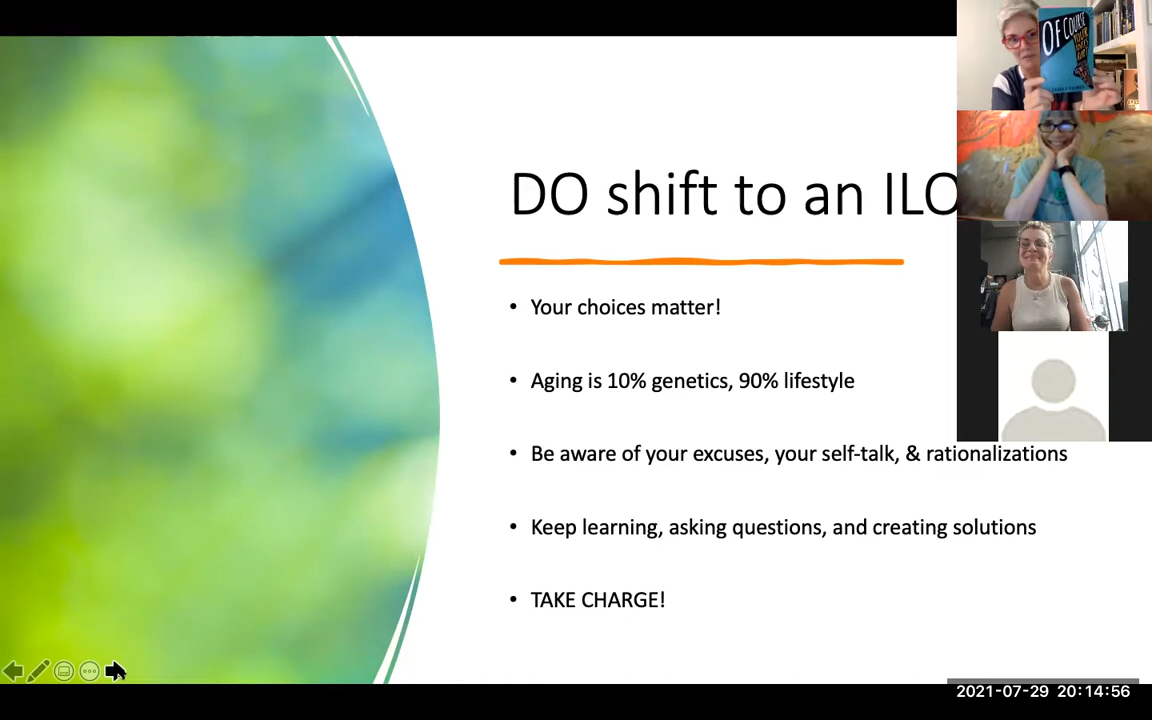 OF COURSE
DO shift to an ILO
• Your choices matter!
• Aging is 10% genetics, 90% lifestyle
• Be aware of your excuses, your self-talk, & rationalizations
• Keep learning, asking questions, and creating solutions
• TAKE CHARGE!
2021-07-29 20:14:56